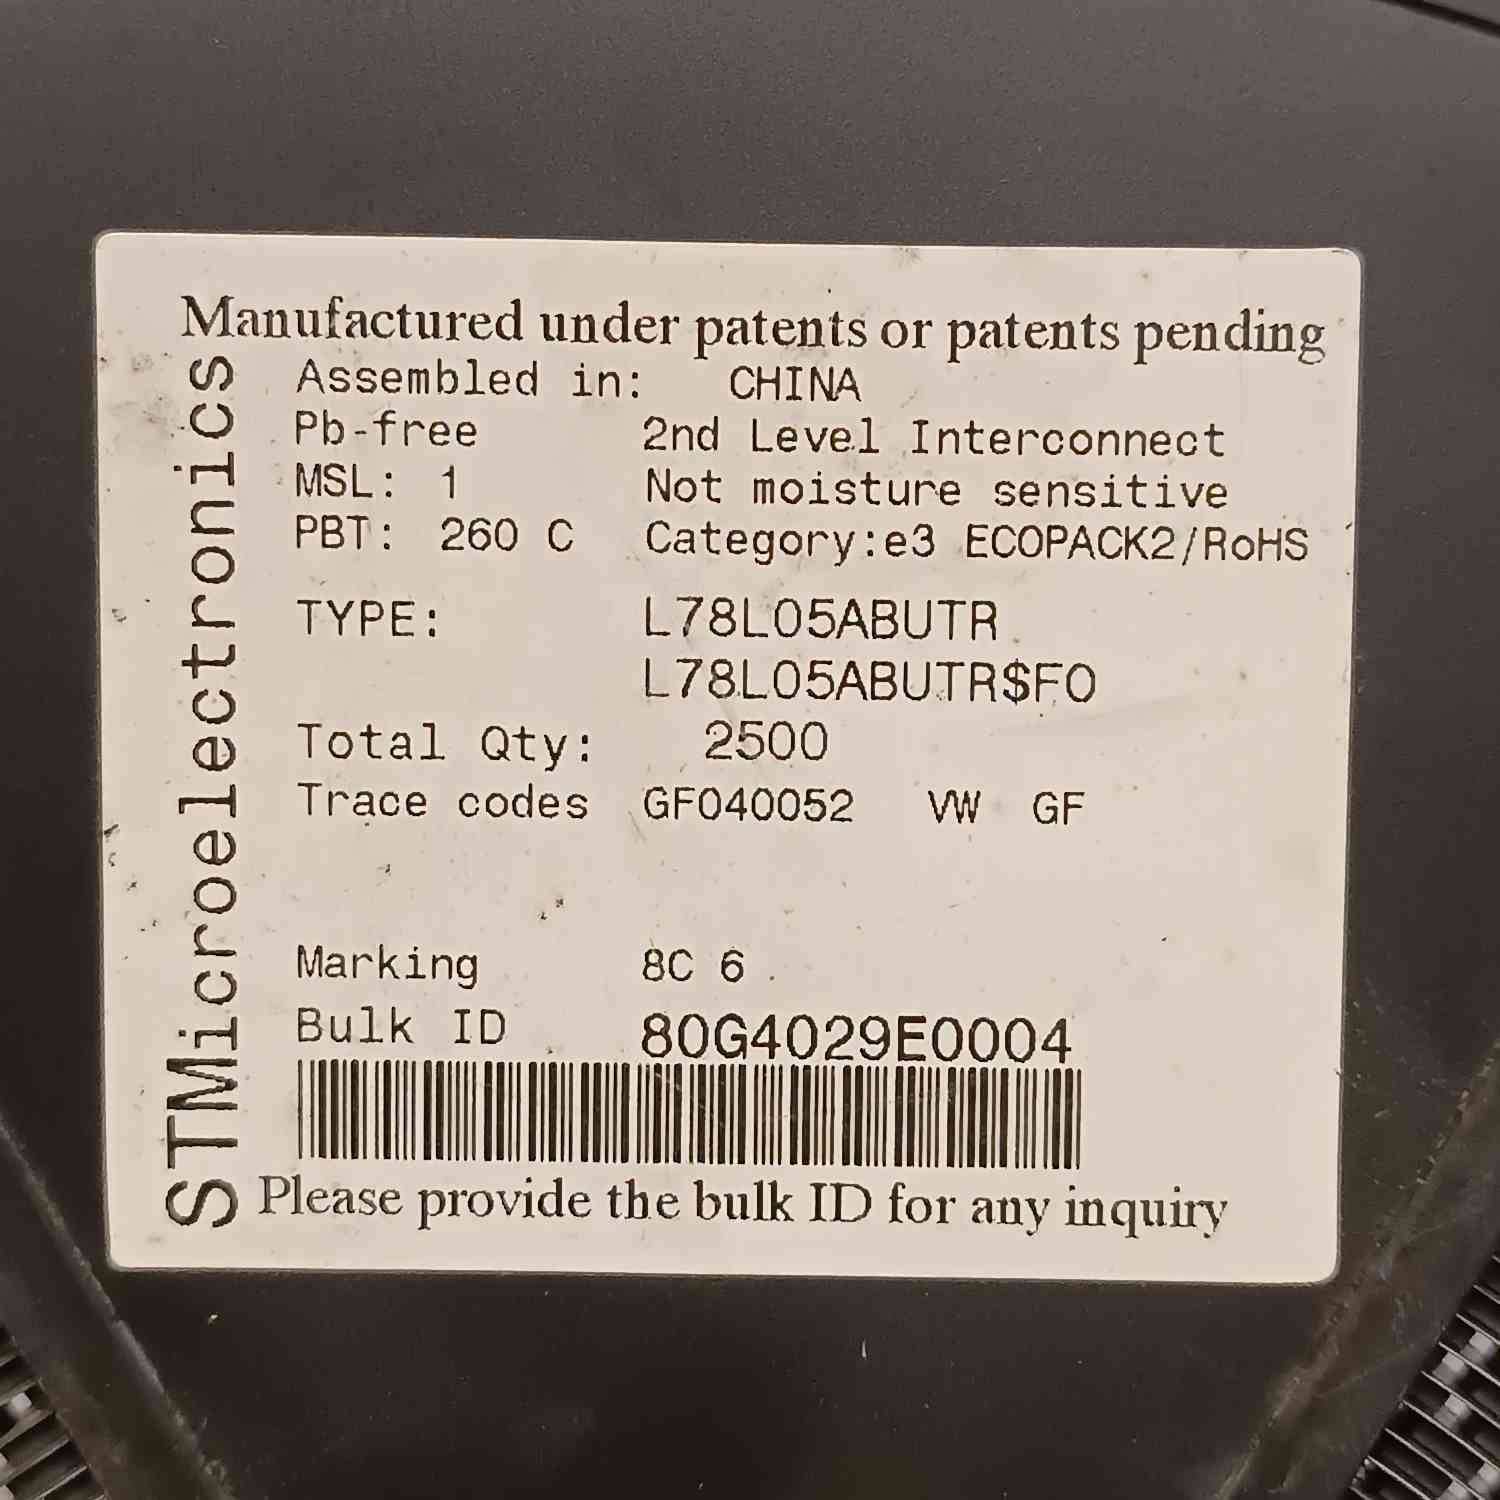 Manufactured under patents or patents pending
STMicroelectronics
Assembled in: CHINA
Pb-free 2nd Level Interconnect
MSL: 1 Not moisture sensitive
PBT: 260 C Category:e3 ECOPACK2/RoHS
TYPE: L78L05ABUTR
L78L05ABUTR$FO
Total Qty: 2500
Trace codes GF040052 VW GF
Marking 8C 6
Bulk ID 80G4029E0004
Please provide the bulk ID for any inquiry